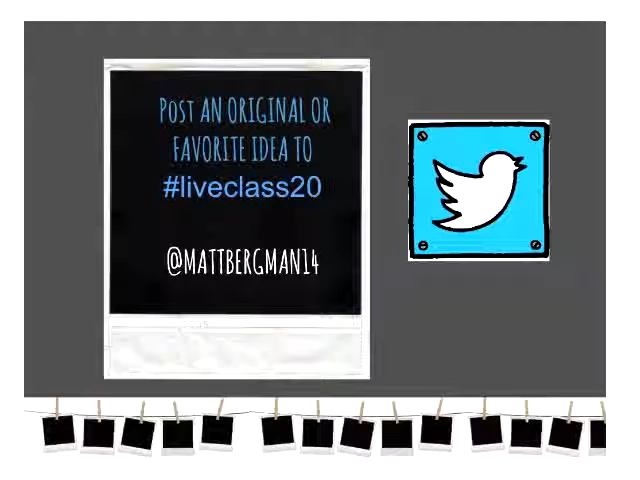 POST AN ORIGINAL OR
FAVORITE IDEA TO
#liveclass20
@MATTBERGMAN14